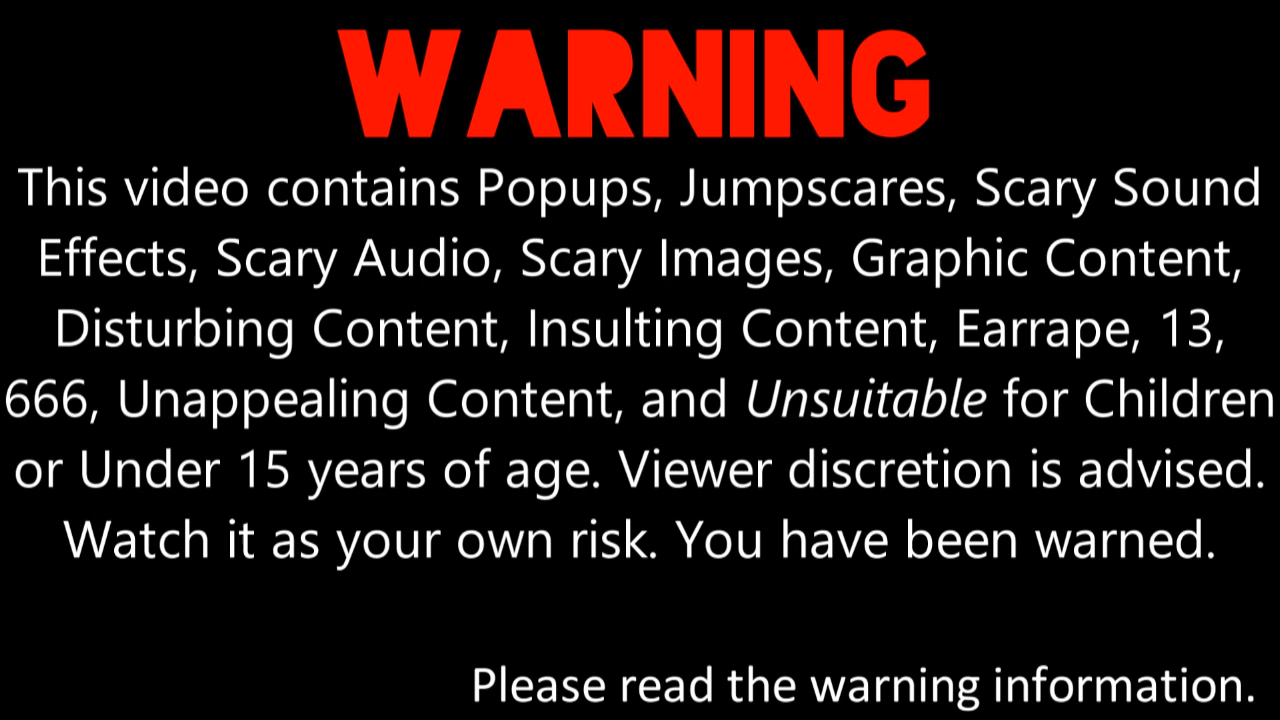 WARNING
This video contains Popups, Jumpscares, Scary Sound
Effects, Scary Audio, Scary Images, Graphic Content,
Disturbing Content, Insulting Content, Earrape, 13,
666, Unappealing Content, and Unsuitable for Children
or Under 15 years of age. Viewer discretion is advised.
Watch it as your own risk. You have been warned.
Please read the warning information.